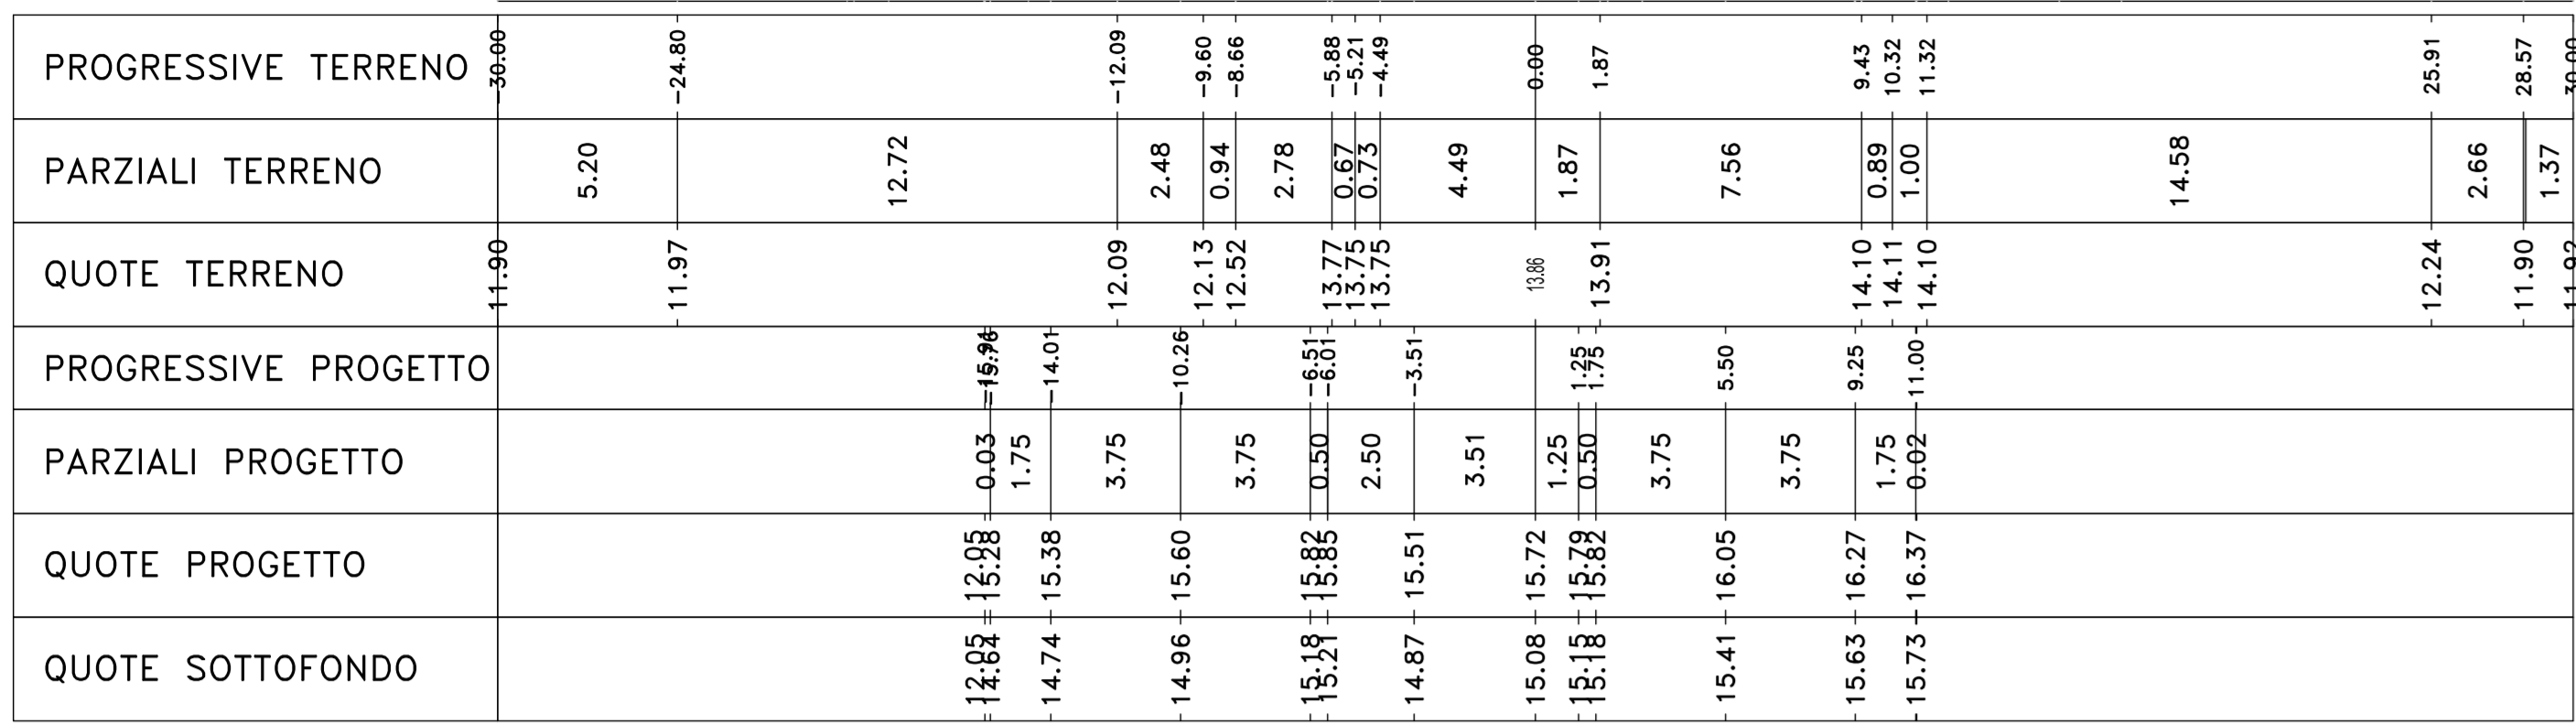 PROGRESSIVE TERRENO -30.00 -24.80 -12.09 -9.60 -8.66 -5.88 -5.21 -4.49 0.00 1.87 9.43 10.32 11.32 25.91 28.57 30.00
PARZIALI TERRENO 5.20 12.72 2.48 0.94 2.78 0.67 0.73 4.49 1.87 7.56 0.89 1.00 14.58 2.66 1.37
QUOTE TERRENO 11.90 11.97 12.09 12.13 12.52 13.77 13.75 13.75 13.86 13.91 14.10 14.11 14.10 12.24 11.90 11.92
PROGRESSIVE PROGETTO -15.76 -14.01 -10.26 -6.51 -6.01 -3.51 1.25 1.75 5.50 9.25 11.00
PARZIALI PROGETTO 0.03 1.75 3.75 3.75 0.50 2.50 3.51 1.25 0.50 3.75 3.75 1.75 0.02
QUOTE PROGETTO 12.05 15.28 15.38 15.60 15.82 15.85 15.51 15.72 15.79 15.82 16.05 16.27 16.37
QUOTE SOTTOFONDO 12.05 14.64 14.74 14.96 15.18 15.21 14.87 15.08 15.15 15.18 15.41 15.63 15.73